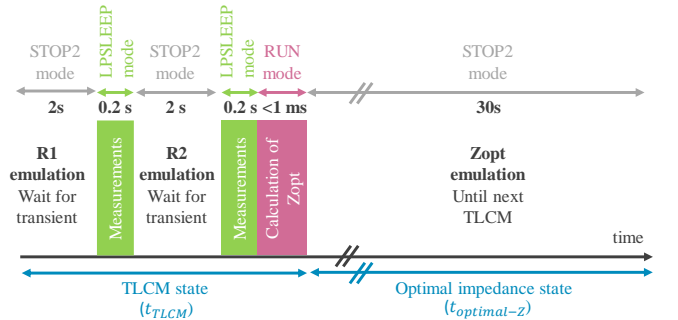 STOP2
mode
LPSLEEP
mode
STOP2
mode
LPSLEEP
mode
RUN
mode
STOP2
mode
2s
0.2 s
2 s
0.2 s
<1 ms
30s
R1
emulation
Wait for
transient
Measurements
R2
emulation
Wait for
transient
Measurements
Calculation of
Zopt
Zopt
emulation
Until next
TLCM
time
TLCM state
(t_TLCM)
Optimal impedance state
(t_optimal−Z)